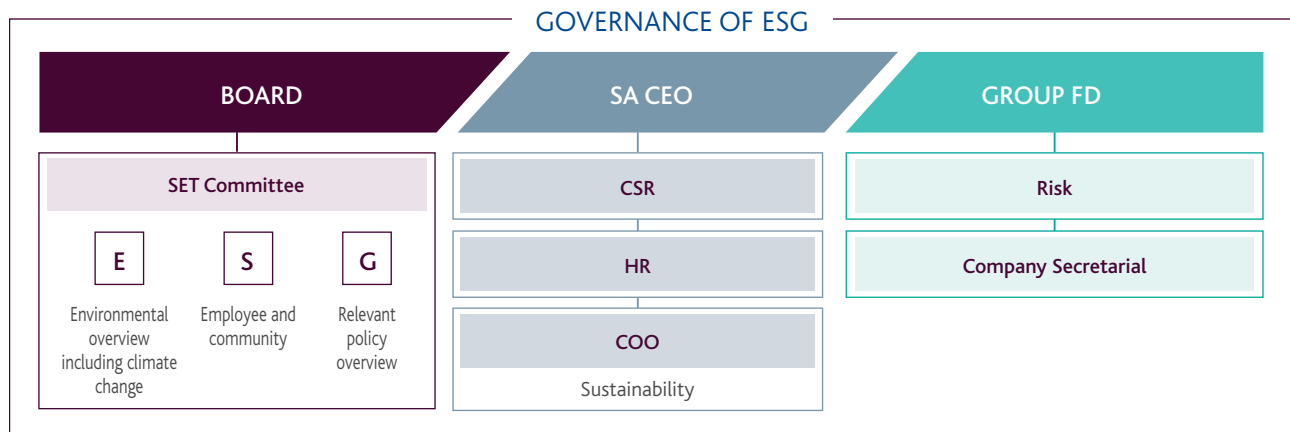 GOVERNANCE OF ESG
BOARD
SET Committee
E
S
G
Environmental
overview
including climate
change
Employee and
community
Relevant
policy
overview
SA CEO
CSR
HR
COO
Sustainability
GROUP FD
Risk
Company Secretarial